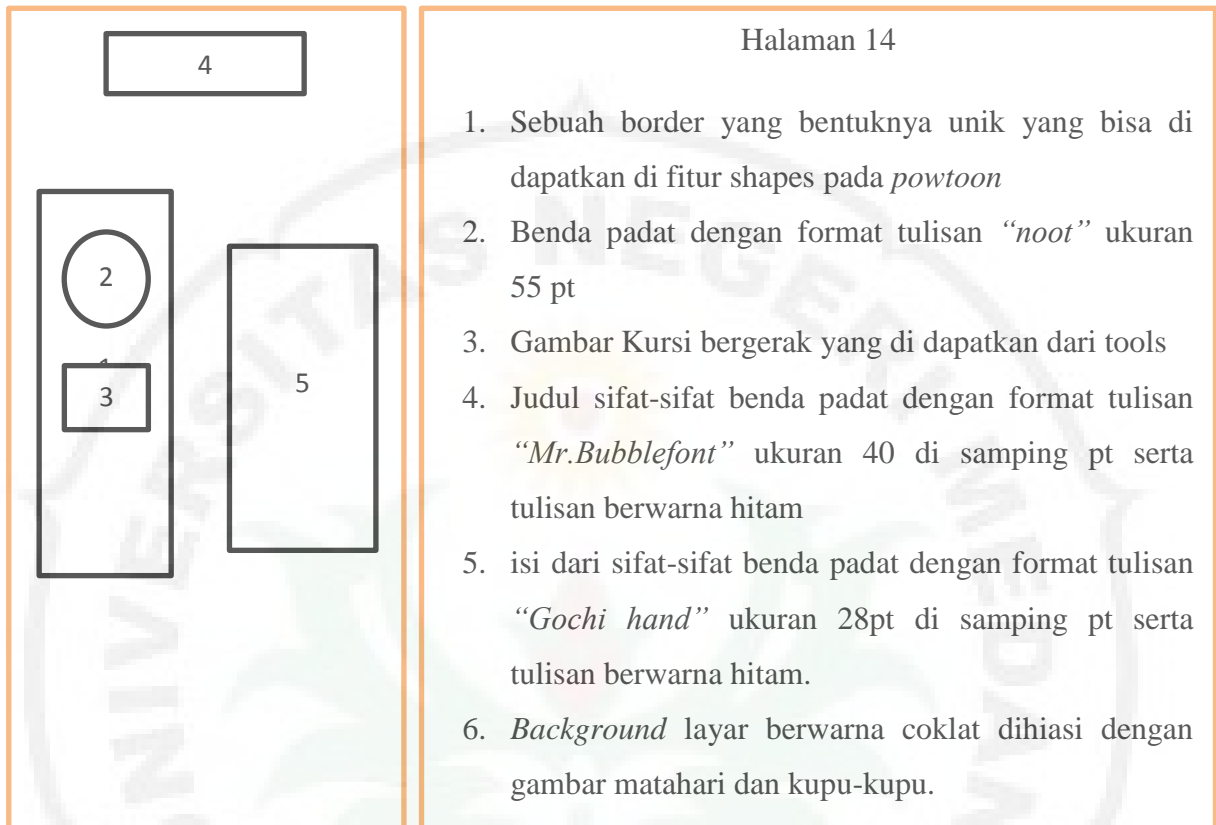 4
2
1
3
5
Halaman 14
1. Sebuah border yang bentuknya unik yang bisa di
dapatkan di fitur shapes pada powtoon
2. Benda padat dengan format tulisan “noot” ukuran
55 pt
3. Gambar Kursi bergerak yang di dapatkan dari tools
4. Judul sifat-sifat benda padat dengan format tulisan
“Mr.Bubblefont” ukuran 40 di samping pt serta
tulisan berwarna hitam
5. isi dari sifat-sifat benda padat dengan format tulisan
“Gochi hand” ukuran 28pt di samping pt serta
tulisan berwarna hitam.
6. Background layar berwarna coklat dihiasi dengan
gambar matahari dan kupu-kupu.
UNIVERSITAS NEGERI MEDAN